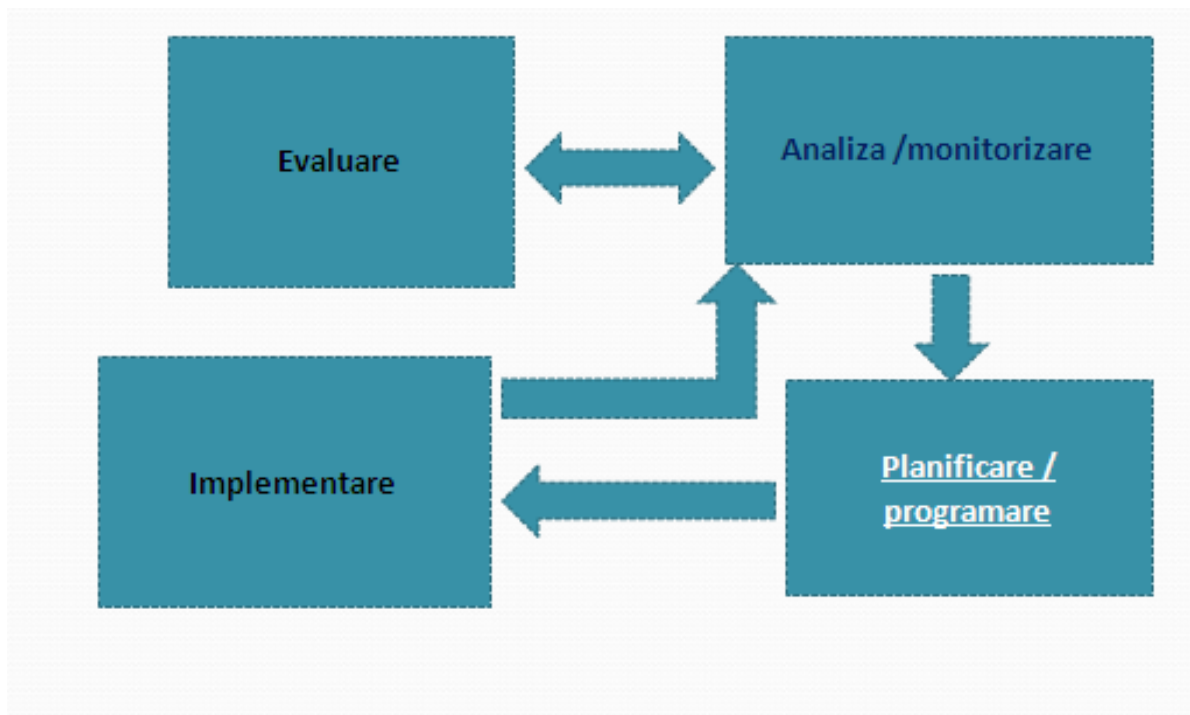 Evaluare
Analiza /monitorizare
Implementare
Planificare /
programare